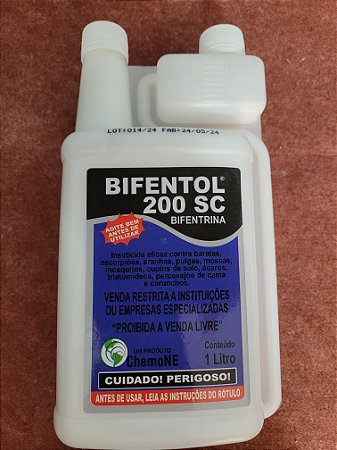 LOT:014/24 FAB:24/05/24
BIFENTOL®
200 SC
BIFENTRINA
AGITE BEM
ANTES DE
UTILIZAR
Inseticida eficaz contra baratas,
escorpiões, aranhas, pulgas, moscas,
mosquitos, cupins de solo, ácaros,
triatomídeos, percevejos de cama
e carunchos.
VENDA RESTRITA A INSTITUIÇÕES
OU EMPRESAS ESPECIALIZADAS
"PROIBIDA A VENDA LIVRE"
UM PRODUTO
ChemoNE
Conteúdo
1 Litro
CUIDADO! PERIGOSO!
ANTES DE USAR, LEIA AS INSTRUÇÕES DO RÓTULO